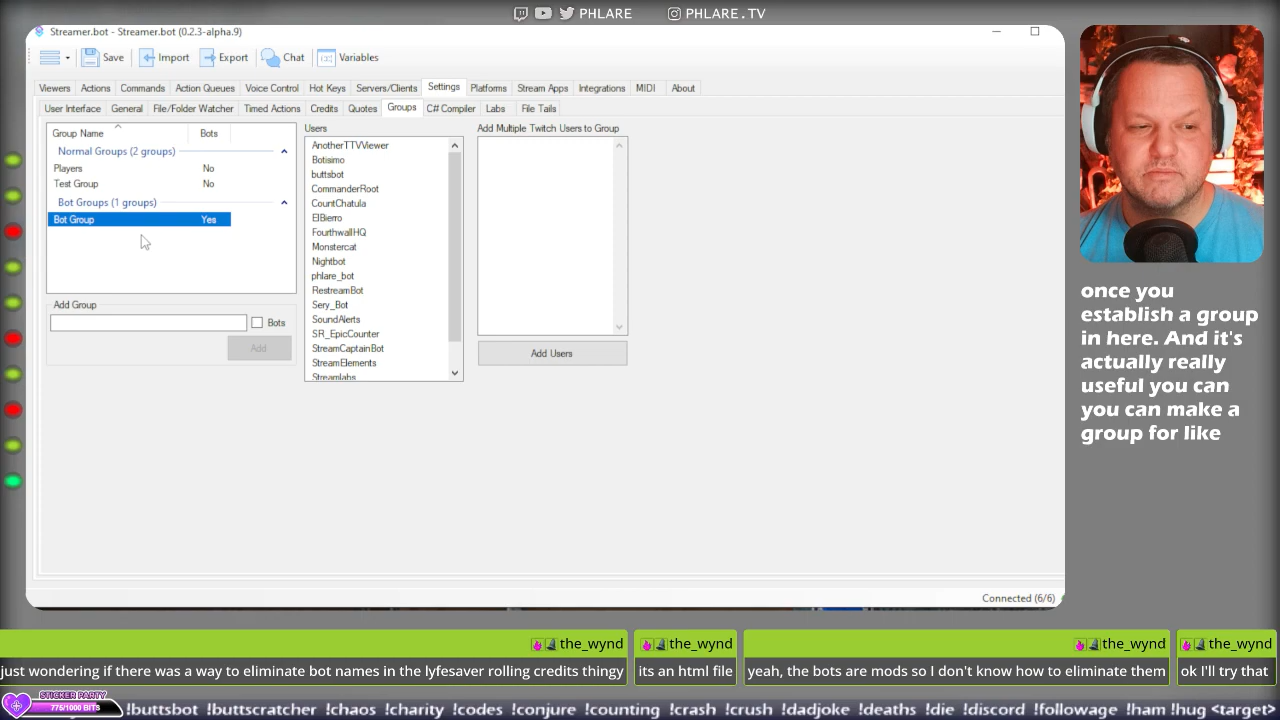 PHLARE PHLARE.TV
Streamer.bot - Streamer.bot (0.2.3-alpha.9)
Save Import Export Chat Variables
Viewers Actions Commands Action Queues Voice Control Hot Keys Servers/Clients Settings Platforms Stream Apps Integrations MIDI About
User Interface General File/Folder Watcher Timed Actions Credits Quotes Groups C# Compiler Labs File Tails
Group Name Bots
Normal Groups (2 groups)
Players No
Test Group No
Bot Groups (1 groups)
Bot Group Yes
Add Group
Bots
Add
Users
AnotherTTVViewer
Botisimo
buttsbot
CommanderRoot
CountChatula
ElBierro
FourthwallHQ
Monstercat
Nightbot
phlare_bot
RestreamBot
Sery_Bot
SoundAlerts
SR_EpicCounter
StreamCaptainBot
StreamElements
Streamlabs
Add Multiple Twitch Users to Group
Add Users
Connected (6/6)
once you
establish a group
in here. And it's
actually really
useful you can
you can make a
group for like
the_wynd the_wynd the_wynd the_wynd
just wondering if there was a way to eliminate bot names in the lyfesaver rolling credits thingy its an html file yeah, the bots are mods so I don't know how to eliminate them ok I'll try that
STICKER PARTY
775/1000 BITS
!buttsbot !buttscratcher !chaos !charity !codes !conjure !counting !crash !crush !dadjoke !deaths !die !discord !followage !ham !hug <target>